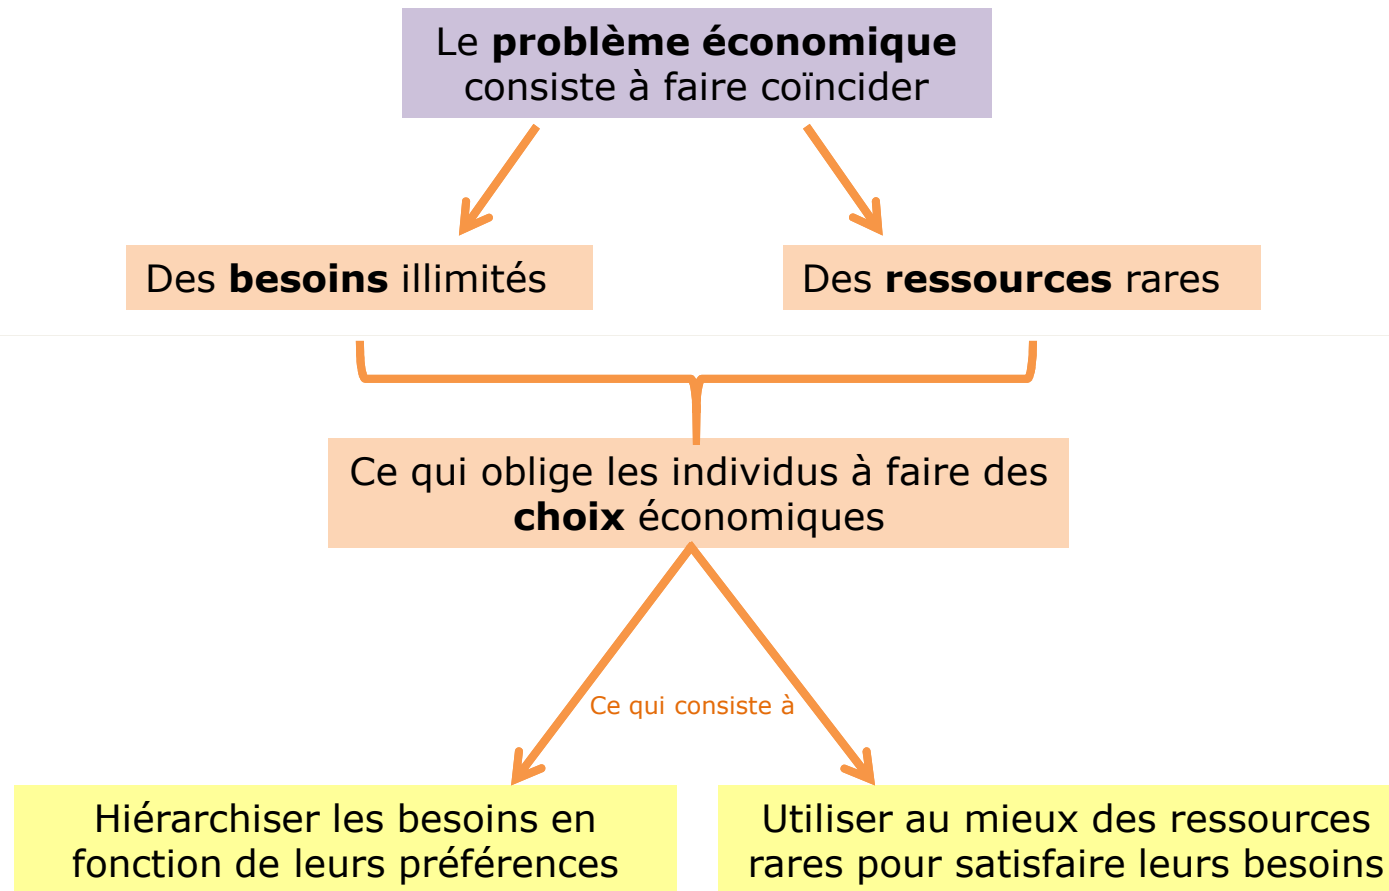 Le problème économique
consiste à faire coïncider
Des besoins illimités
Des ressources rares
Ce qui oblige les individus à faire des
choix économiques
Ce qui consiste à
Hiérarchiser les besoins en
fonction de leurs préférences
Utiliser au mieux des ressources
rares pour satisfaire leurs besoins